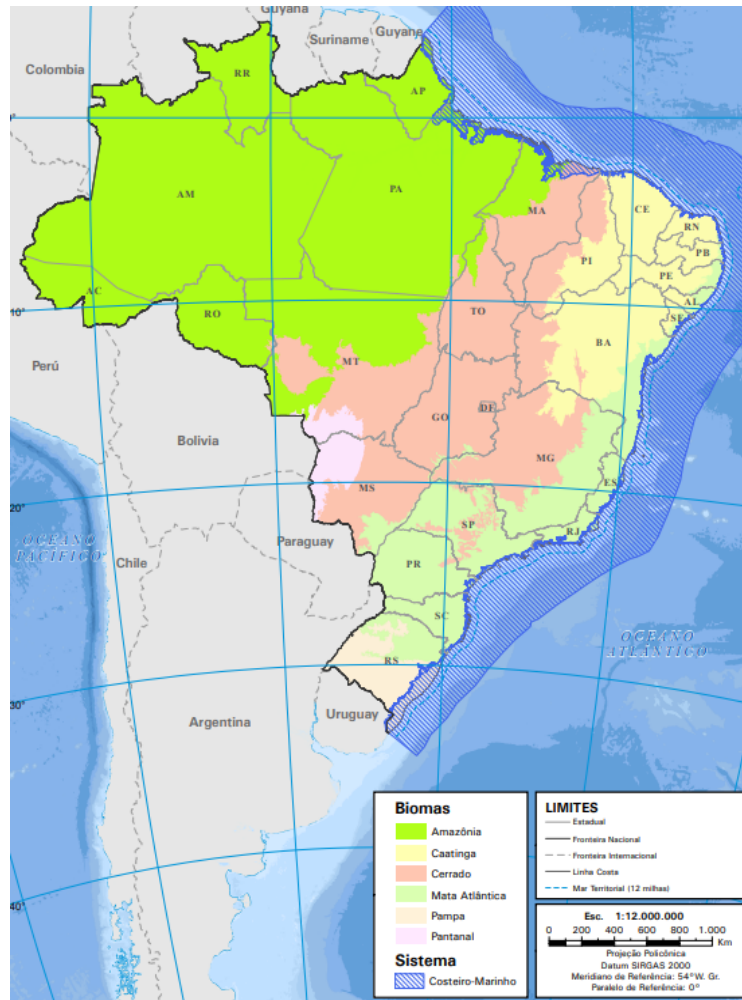 Guyana
Suriname
Guyane
Colombia
RR
AP
0°
AM
PA
MA
CE
RN
PB
PI
PE
AC
AL
SE
10°
RO
TO
BA
Perú
MT
GO
DF
Bolivia
MG
MS
ES
20°
SP
RJ
OCEANO
PACÍFICO
Paraguay
Chile
PR
SC
OCEANO
ATLÂNTICO
RS
30°
Uruguay
Argentina
40°
Biomas
Amazônia
Caatinga
Cerrado
Mata Atlântica
Pampa
Pantanal
Sistema
Costeiro-Marinho
LIMITES
Estadual
Fronteira Nacional
Fronteira Internacional
Linha Costa
Mar Territorial (12 milhas)
Esc. 1:12.000.000
0 200 400 600 800 1.000
Km
Projeção Policônica
Datum SIRGAS 2000
Meridiano de Referência: 54°W. Gr.
Paralelo de Referência: 0°